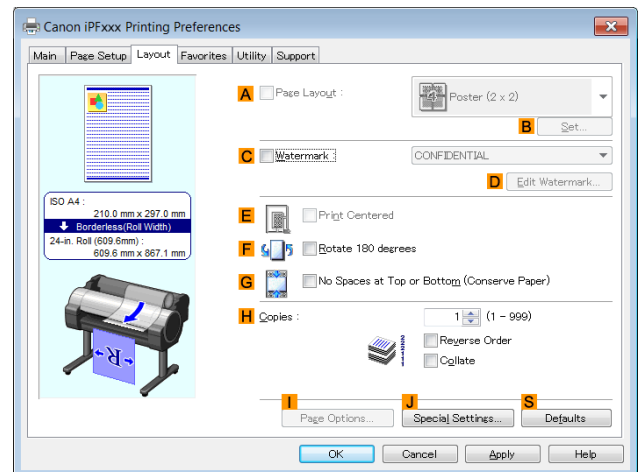 Canon iPFxxx Printing Preferences
Main Page Setup Layout Favorites Utility Support
A Page Layout :
4 Poster (2 x 2)
B Set...
C Watermark : CONFIDENTIAL
D Edit Watermark...
ISO A4 :
210.0 mm x 297.0 mm
Borderless(Roll Width)
24-in. Roll (609.6mm) :
609.6 mm x 867.1 mm
E Print Centered
F Rotate 180 degrees
G No Spaces at Top or Bottom (Conserve Paper)
H Copies : 1 (1 - 999)
Reverse Order
Collate
R
I Page Options...
J Special Settings...
S Defaults
OK Cancel Apply Help